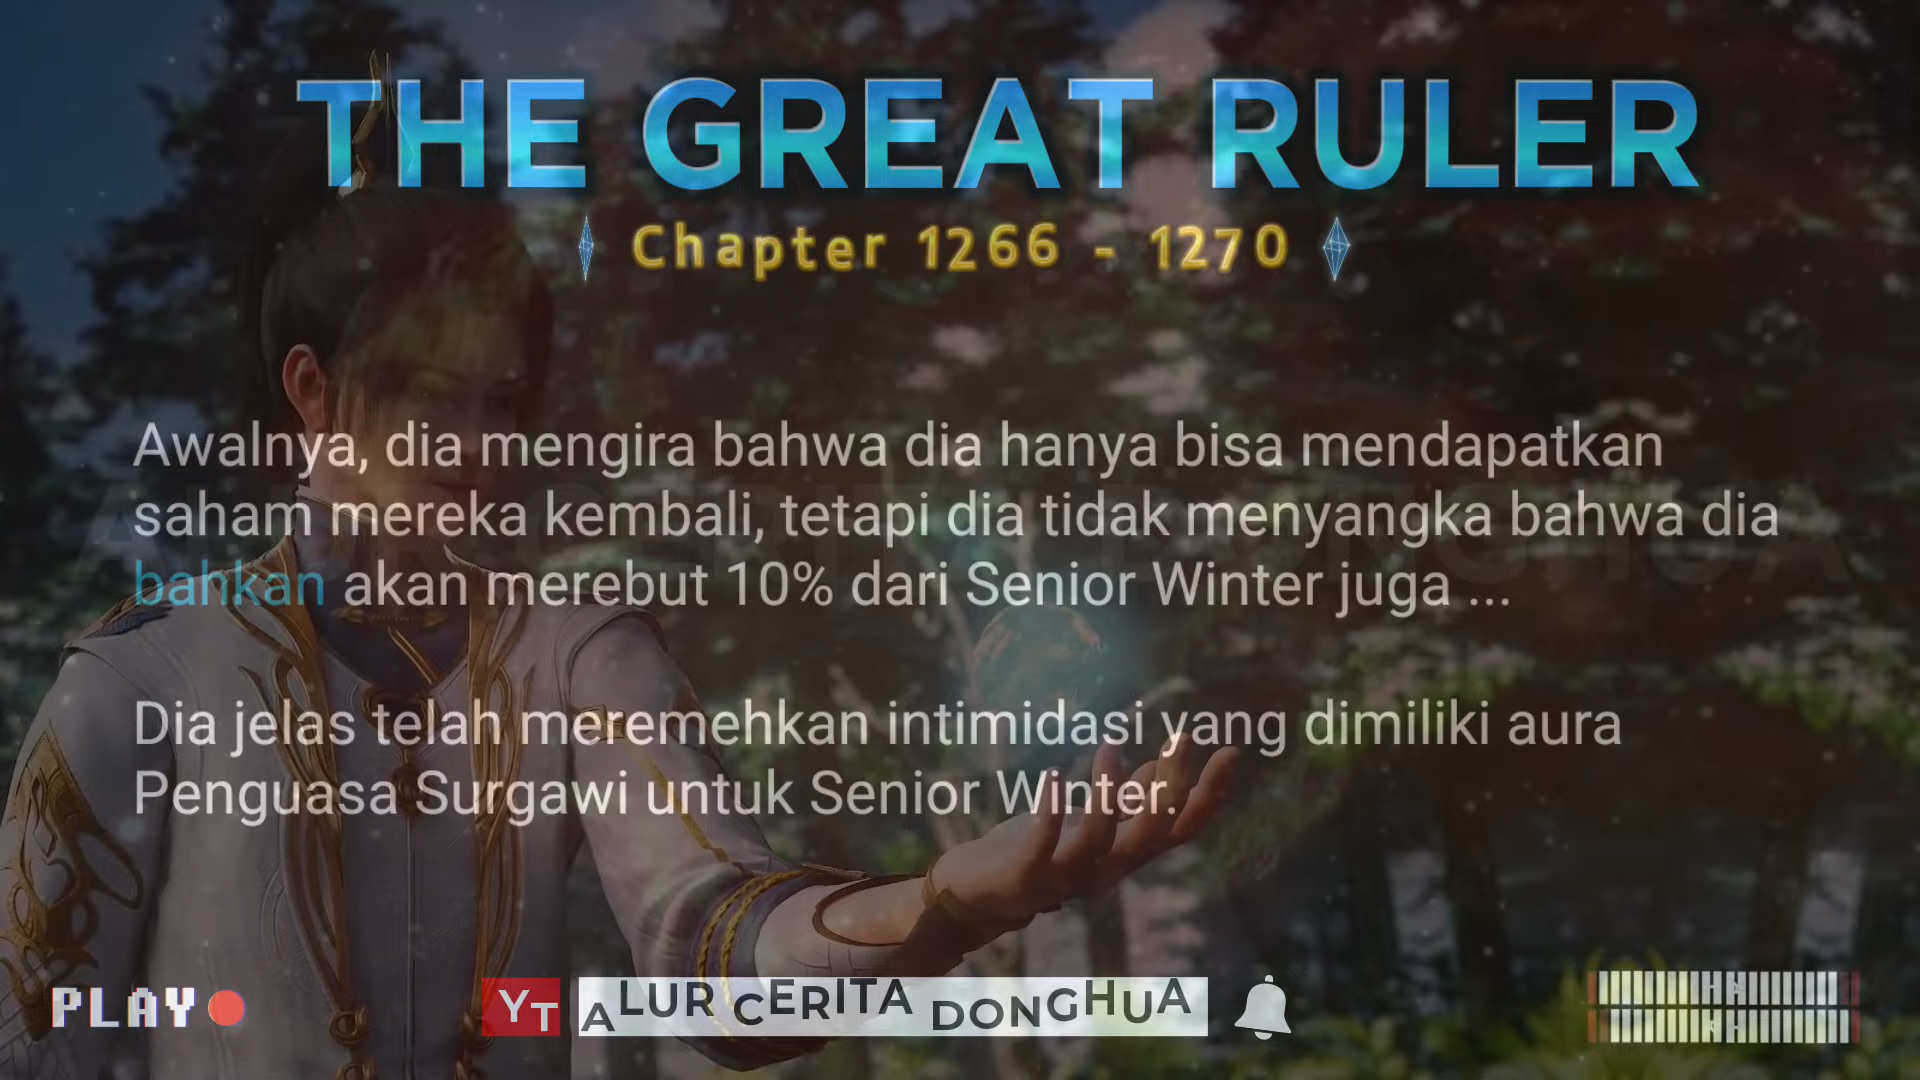 THE GREAT RULER
Chapter 1266 - 1270
Awalnya, dia mengira bahwa dia hanya bisa mendapatkan
saham mereka kembali, tetapi dia tidak menyangka bahwa dia
bahkan akan merebut 10% dari Senior Winter juga ...
Dia jelas telah meremehkan intimidasi yang dimiliki aura
Penguasa Surgawi untuk Senior Winter.
PLAY
YT ALUR CERITA DONGHUA